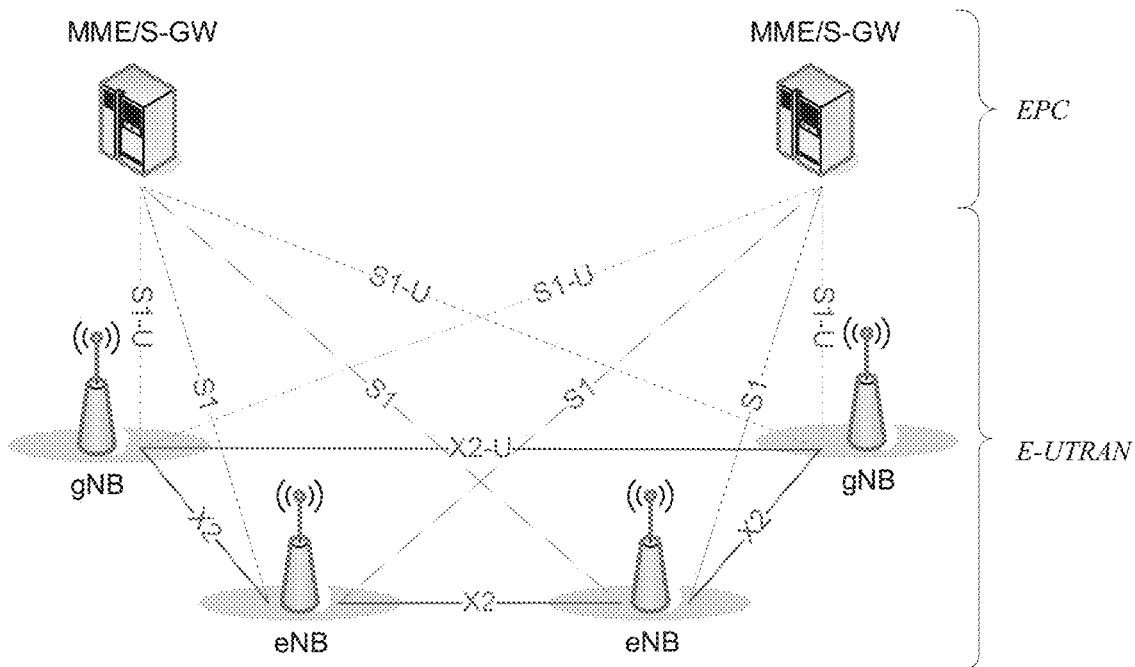 MME/S-GW
MME/S-GW
EPC
S1-U
S1-U
S1-U
S1-U
S1
S1
S1
S1
X2-U
gNB
gNB
E-UTRAN
X2
X2
X2
eNB
eNB